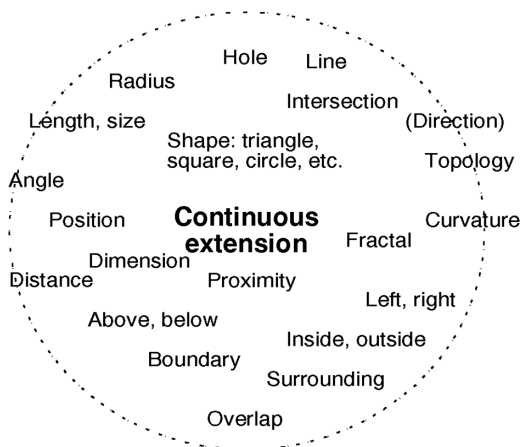 Hole
Line
Radius
Intersection
Length, size
(Direction)
Shape: triangle,
square, circle, etc.
Topology
Angle
Position
Continuous
extension
Curvature
Fractal
Dimension
Distance
Proximity
Left, right
Above, below
Inside, outside
Boundary
Surrounding
Overlap